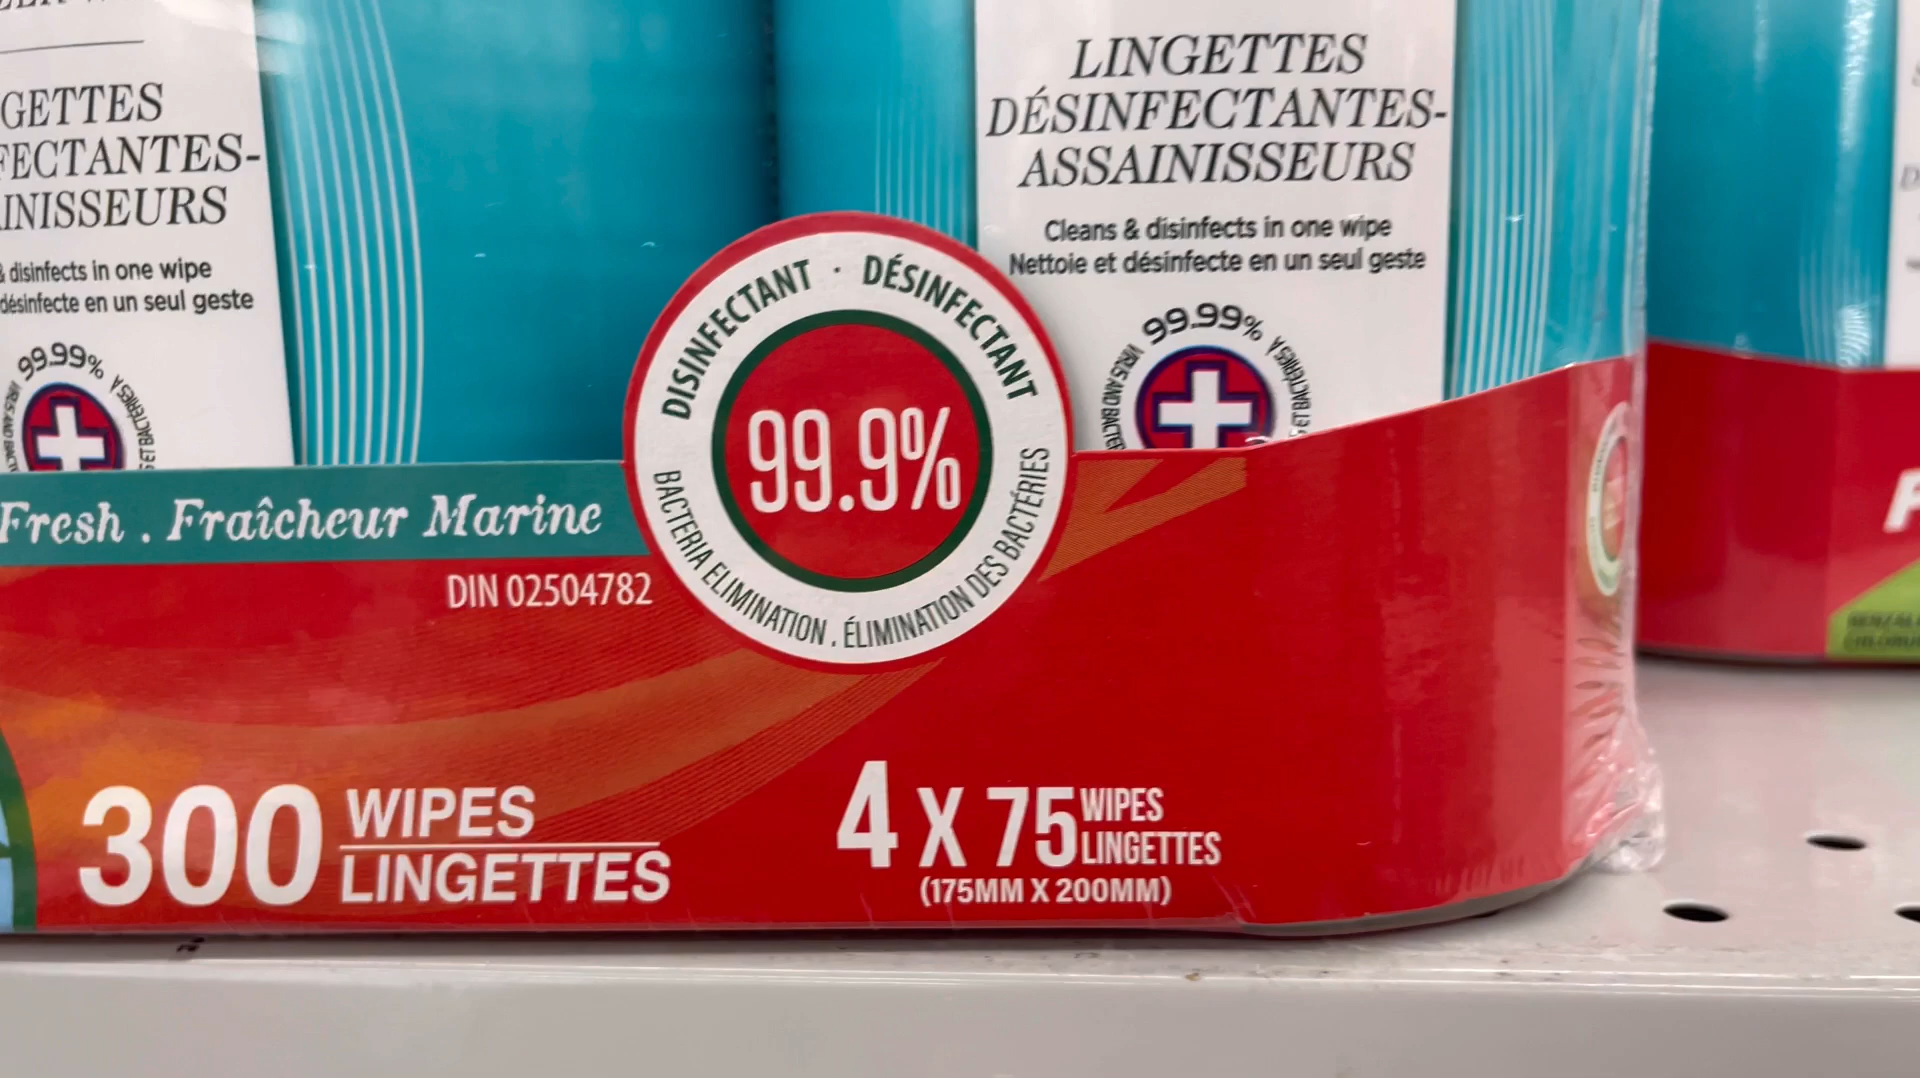 GETTES
FECTANTES-
INISSEURS
& disinfects in one wipe
désinfecte en un seul geste
99.99%
LINGETTES
DÉSINFECTANTES-
ASSAINISSEURS
Cleans & disinfects in one wipe
Nettoie et désinfecte en un seul geste
99.99%
DISINFECTANT · DÉSINFECTANT
99.9%
BACTERIA ELIMINATION . ÉLIMINATION DES BACTÉRIES
Fresh . Fraîcheur Marine
DIN 02504782
300 WIPES
LINGETTES
4 X 75 WIPES
LINGETTES
(175MM X 200MM)